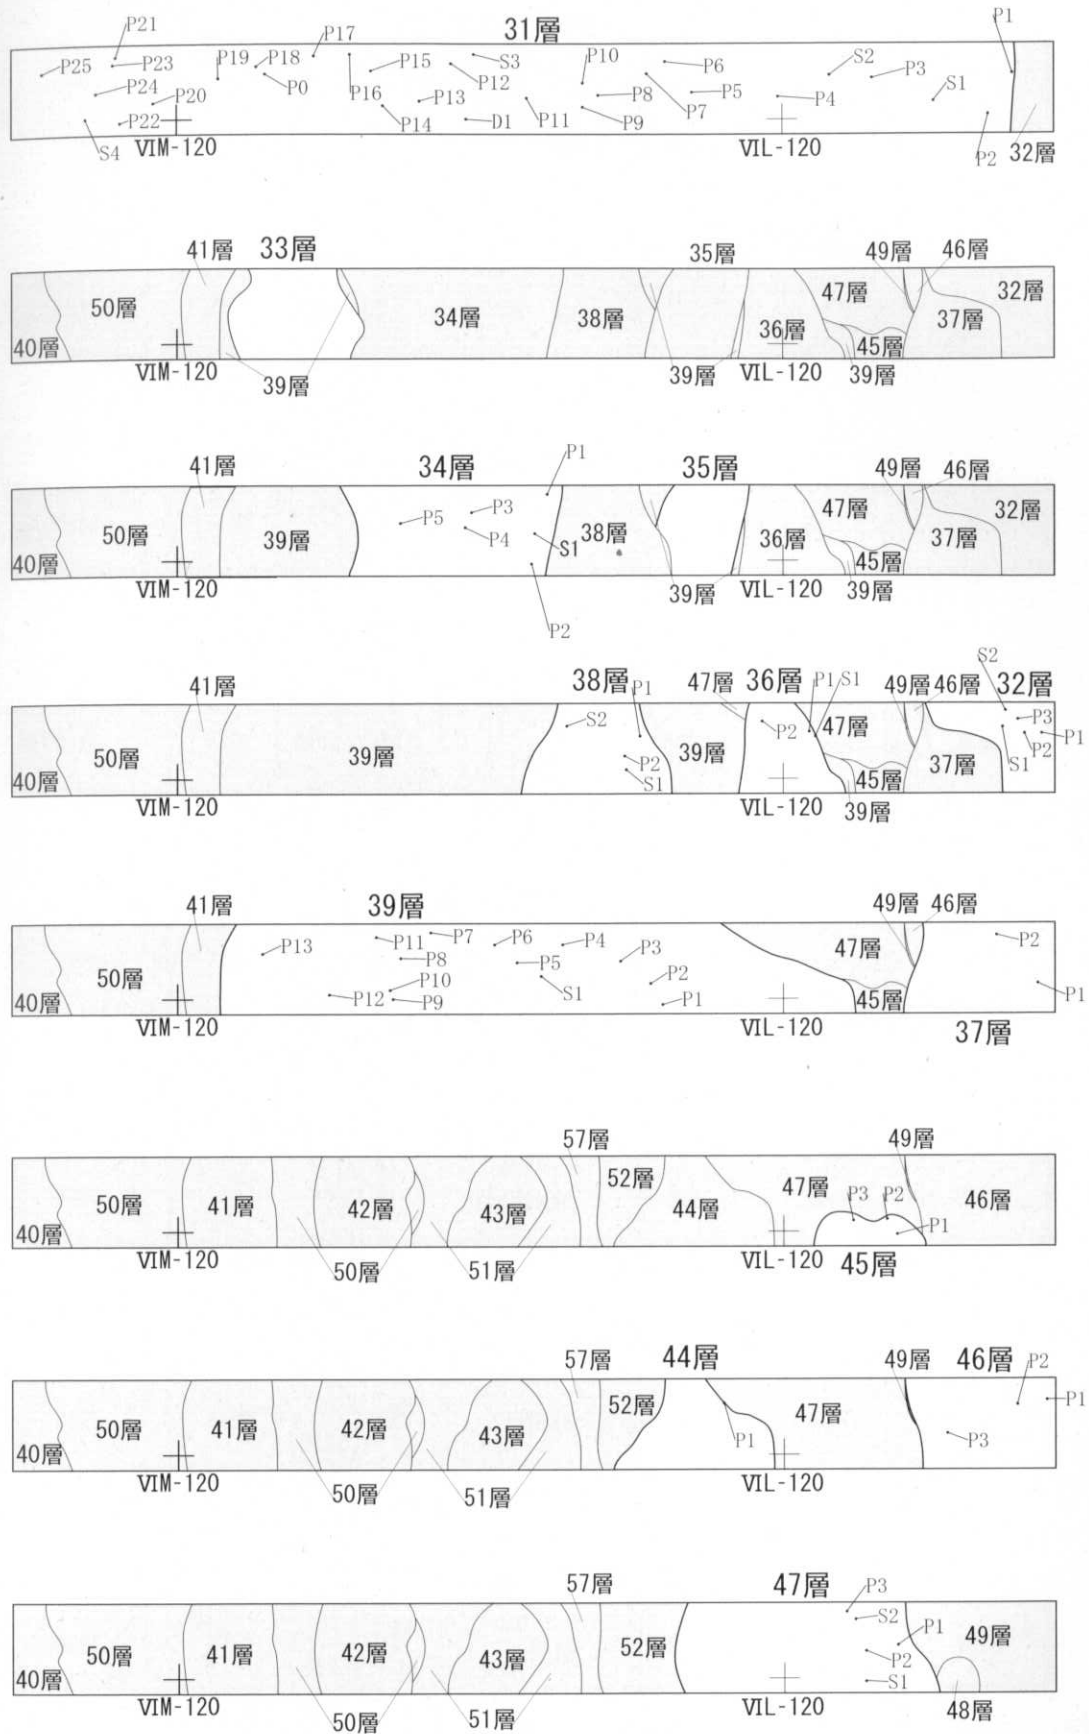 P21 P17 31層 P1
P25 P23 P19 P18 P15 S3 P10 P6 S2 P3
P24 P20 P0 P16 P13 P12 P8 P5 P4 S1
P22 P14 D1 P11 P9 P7
S4 VIM-120 VIL-120 P2 32層
41層 33層 35層 49層 46層
50層 34層 38層 47層 32層
40層 36層 45層 37層
VIM-120 39層 39層 VIL-120 39層
41層 34層 P1 35層 49層 46層
50層 39層 P5 P3 38層 36層 47層 32層
40層 P4 S1 45層 37層
VIM-120 39層 VIL-120 39層
P2
41層 38層 P1 47層 36層 P1 S1 49層 46層 S2 32層
50層 39層 S2 39層 P2 47層 P3 P1
40層 P2 S1 45層 37層 S1 P2
VIM-120 VIL-120 39層
41層 39層 49層 46層
50層 P13 P11 P7 P6 P4 P3 47層 P2
40層 P12 P8 P10 P9 P5 S1 P2 P1 45層 P1
VIM-120 VIL-120 37層
57層 49層
50層 41層 42層 43層 52層 44層 47層 P3 P2 46層
40層 P1
VIM-120 50層 51層 VIL-120 45層
57層 44層 49層 46層 P2
50層 41層 42層 43層 52層 47層 P1
40層 P1 P3
VIM-120 50層 51層 VIL-120
57層 47層 P3
50層 41層 42層 43層 52層 S2 P1 49層
40層 P2 S1
VIM-120 50層 51層 VIL-120 48層